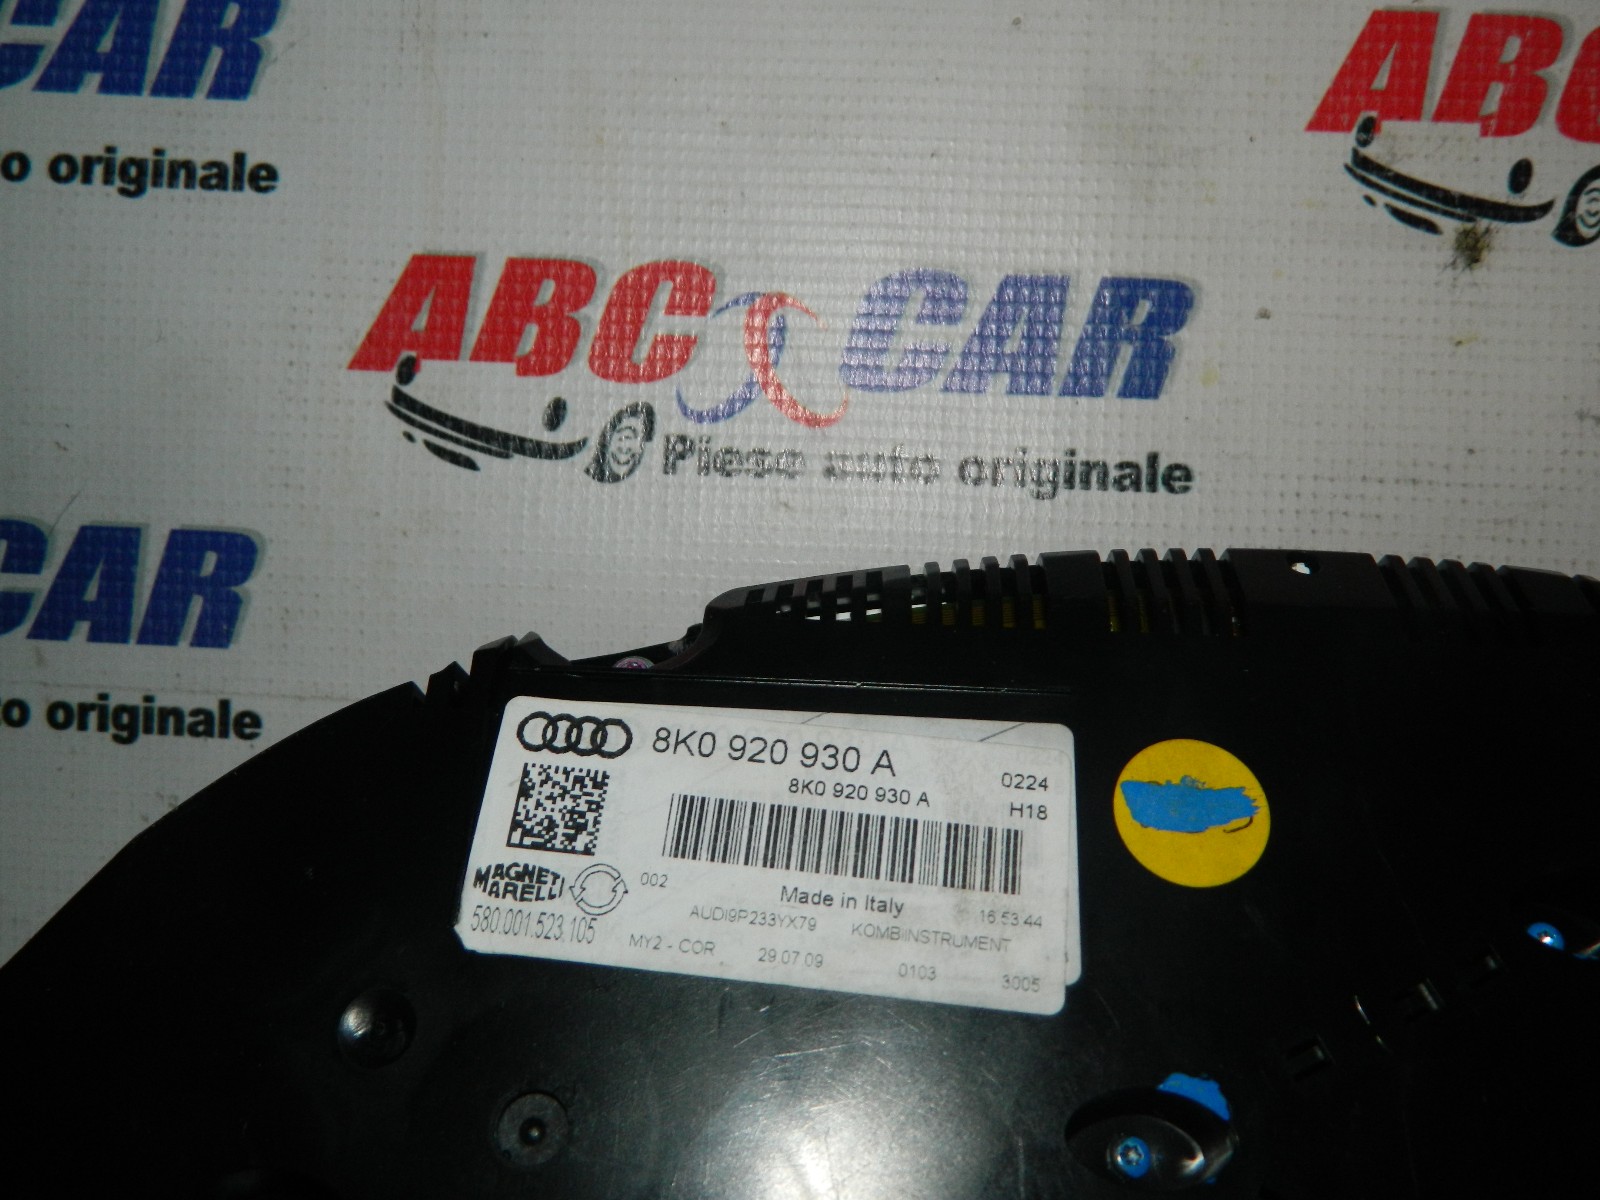 CAR
o originale
ABC
ABC CAR
Piese auto originale
CAR
to originale
8K0 920 930 A
8K0 920 930 A
0224
H18
MAGNETI
MARELLI
002
Made in Italy
16:53:44
580.001.523.105
AUDI9P233YX79
KOMBIINSTRUMENT
MY2 - COR
29.07.09
0103
3005